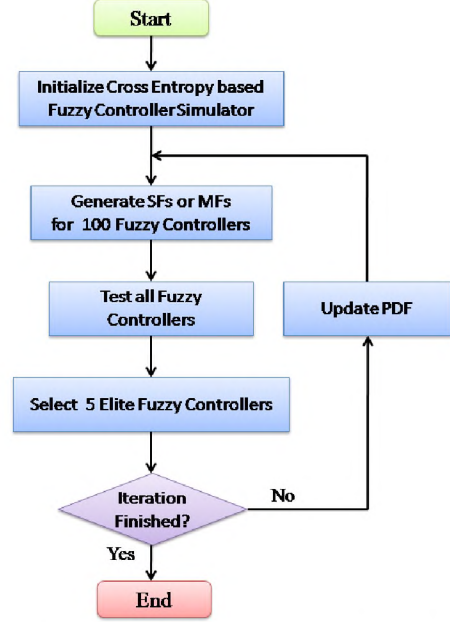 Start
Initialize Cross Entropy based
Fuzzy Controller Simulator
Generate SFs or MFs
for 100 Fuzzy Controllers
Test all Fuzzy
Controllers
Update PDF
Select 5 Elite Fuzzy Controllers
Iteration
Finished?
No
Yes
End